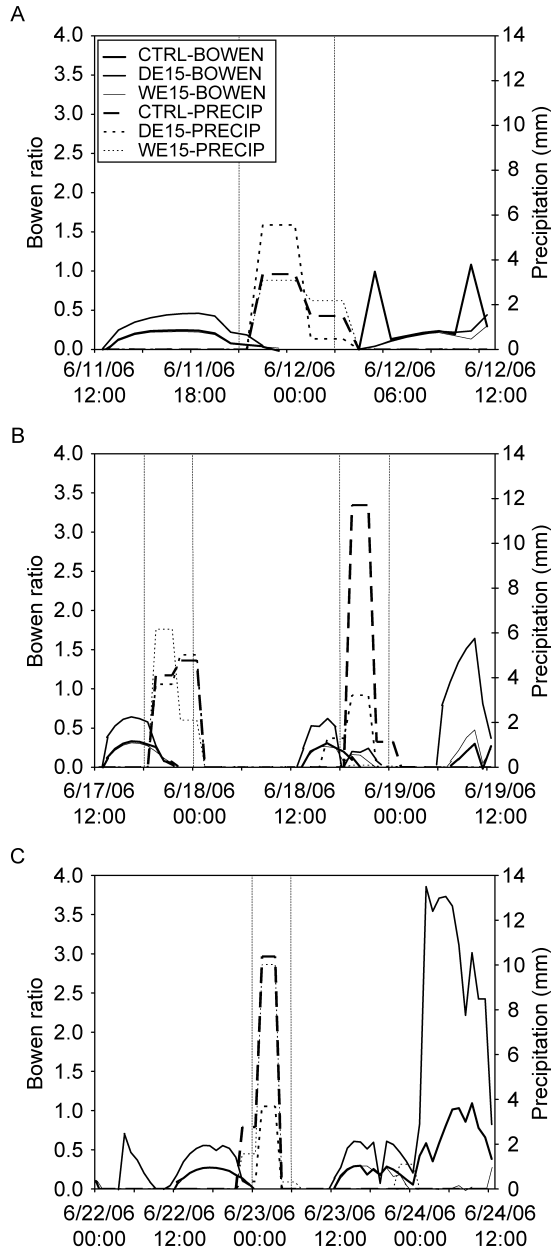 A
4.0
3.5
3.0
2.5
2.0
1.5
1.0
0.5
0.0
Bowen ratio
CTRL-BOWEN
DE15-BOWEN
WE15-BOWEN
CTRL-PRECIP
DE15-PRECIP
WE15-PRECIP
14
12
10
8
6
4
2
0
Precipitation (mm)
6/11/06 6/11/06 6/12/06 6/12/06 6/12/06
12:00 18:00 00:00 06:00 12:00
B
4.0
3.5
3.0
2.5
2.0
1.5
1.0
0.5
0.0
Bowen ratio
14
12
10
8
6
4
2
0
Precipitation (mm)
6/17/06 6/18/06 6/18/06 6/19/06 6/19/06
12:00 00:00 12:00 00:00 12:00
C
4.0
3.5
3.0
2.5
2.0
1.5
1.0
0.5
0.0
Bowen ratio
14
12
10
8
6
4
2
0
Precipitation (mm)
6/22/06 6/22/06 6/23/06 6/23/06 6/24/06 6/24/06
00:00 12:00 00:00 12:00 00:00 12:00